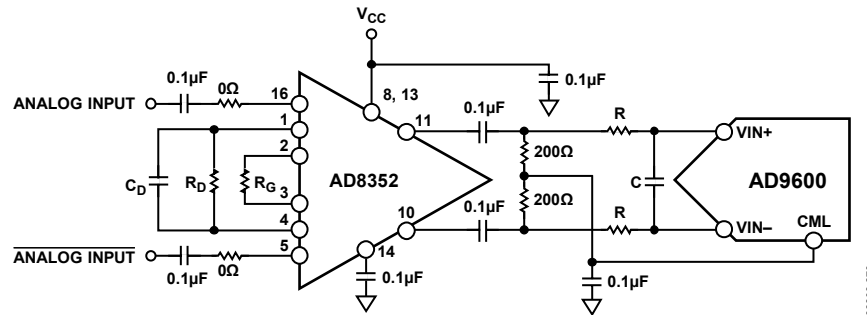 VCC
0.1µF
0Ω
16
8, 13
0.1µF
ANALOG INPUT
1
11
0.1µF
R
VIN+
2
200Ω
CD
RD
RG
AD8352
C
AD9600
3
200Ω
10
0.1µF
4
R
VIN–
CML
ANALOG INPUT
5
14
0.1µF
0Ω
0.1µF
0.1µF